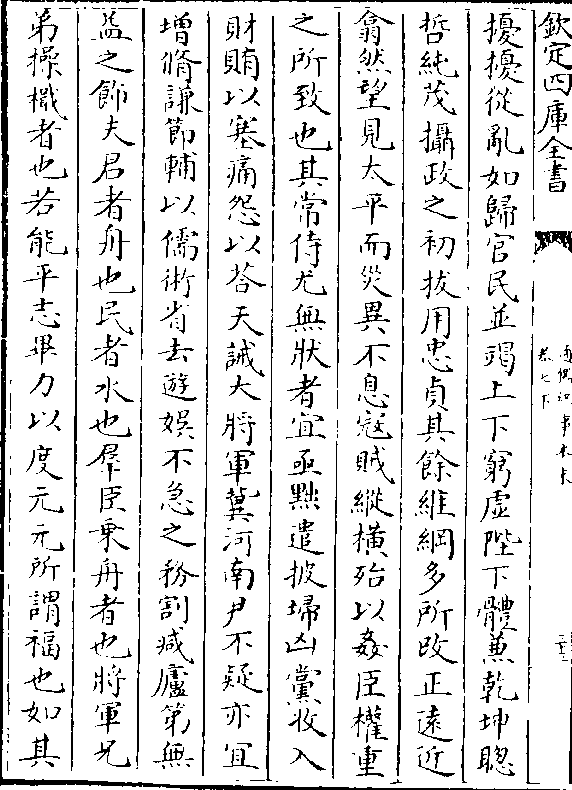 欽定四庫全書
擾擾從亂如歸官民並竭上下窮虛陛下體兼乾坤聰
哲純茂攝政之初拔用忠貞其餘維綱多所改正遠近
翕然望見太平而災異不息寇賊縱橫殆以姦臣權重
之所致也其常侍尤無狀者宜亟黜遣披埽凶黨收入
財賄以塞痛怨以荅天誡大將軍冀河南尹不疑亦宜
增脩謙節輔以儒術省去遊娛不急之務割減廬第無
益之飾夫君者舟也民者水也羣臣乗舟者也將軍兄
弟操檝者也若能平志畢力以度元元所謂福也如其